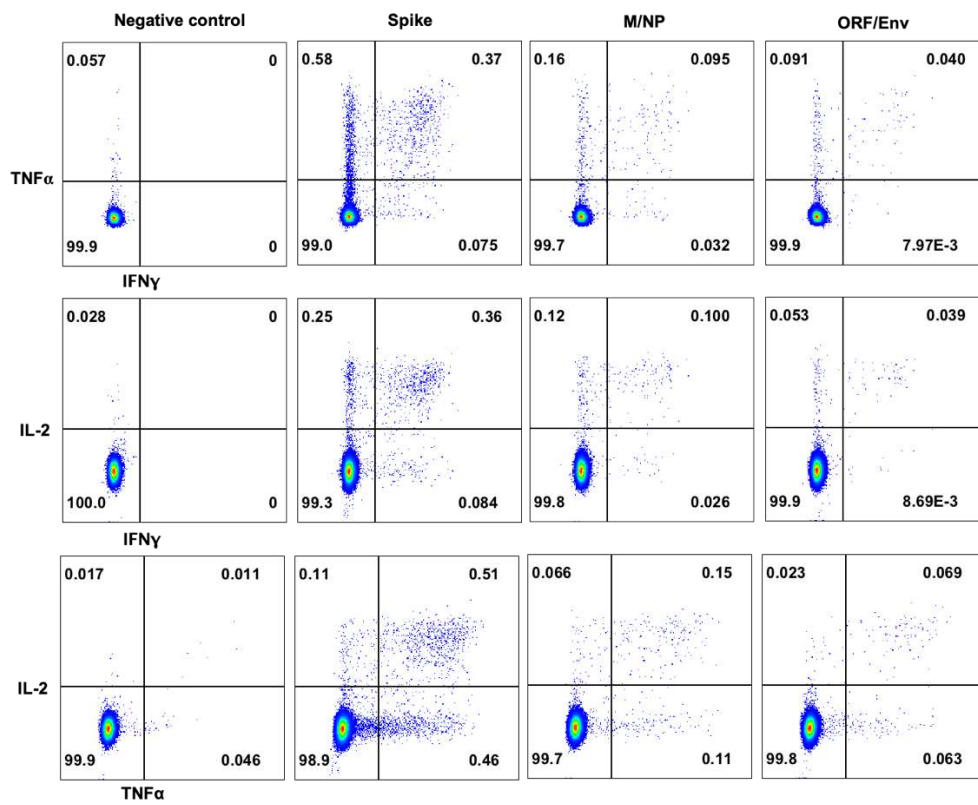 Negative control Spike M/NP ORF/Env
0.057 0 0.58 0.37 0.16 0.095 0.091 0.040
TNFα
99.9 0 99.0 0.075 99.7 0.032 99.9 7.97E-3
IFNγ
0.028 0 0.25 0.36 0.12 0.100 0.053 0.039
IL-2
100.0 0 99.3 0.084 99.8 0.026 99.9 8.69E-3
IFNγ
0.017 0.011 0.11 0.51 0.066 0.15 0.023 0.069
IL-2
99.9 0.046 98.9 0.46 99.7 0.11 99.8 0.063
TNFα